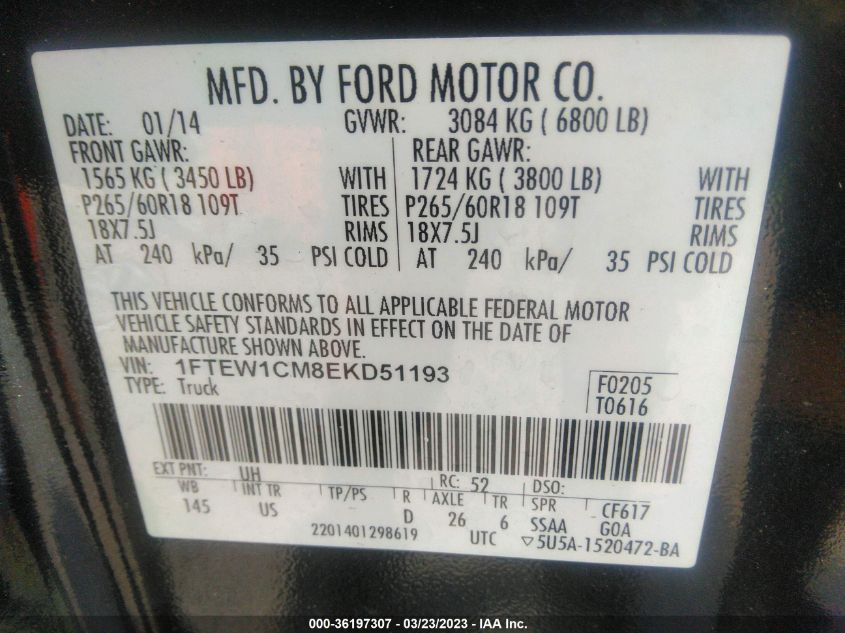 MFD. BY FORD MOTOR CO.
DATE: 01/14 GVWR: 3084 KG ( 6800 LB)
FRONT GAWR: REAR GAWR:
1565 KG ( 3450 LB) WITH 1724 KG ( 3800 LB) WITH
P265/60R18 109T TIRES P265/60R18 109T TIRES
18X7.5J RIMS 18X7.5J RIMS
AT 240 kPa/ 35 PSI COLD AT 240 kPa/ 35 PSI COLD
THIS VEHICLE CONFORMS TO ALL APPLICABLE FEDERAL MOTOR
VEHICLE SAFETY STANDARDS IN EFFECT ON THE DATE OF
MANUFACTURE SHOWN ABOVE.
VIN: 1FTEW1CM8EKD51193 F0205
TYPE: Truck T0616
EXT PNT: UH RC: 52 DSO:
WB INT TR TP/PS R AXLE TR SPR CF617
145 US D 26 6 SSAA GOA
2201401298619 UTC ▽5U5A-1520472-BA
000-36197307 - 03/23/2023 - IAA Inc.